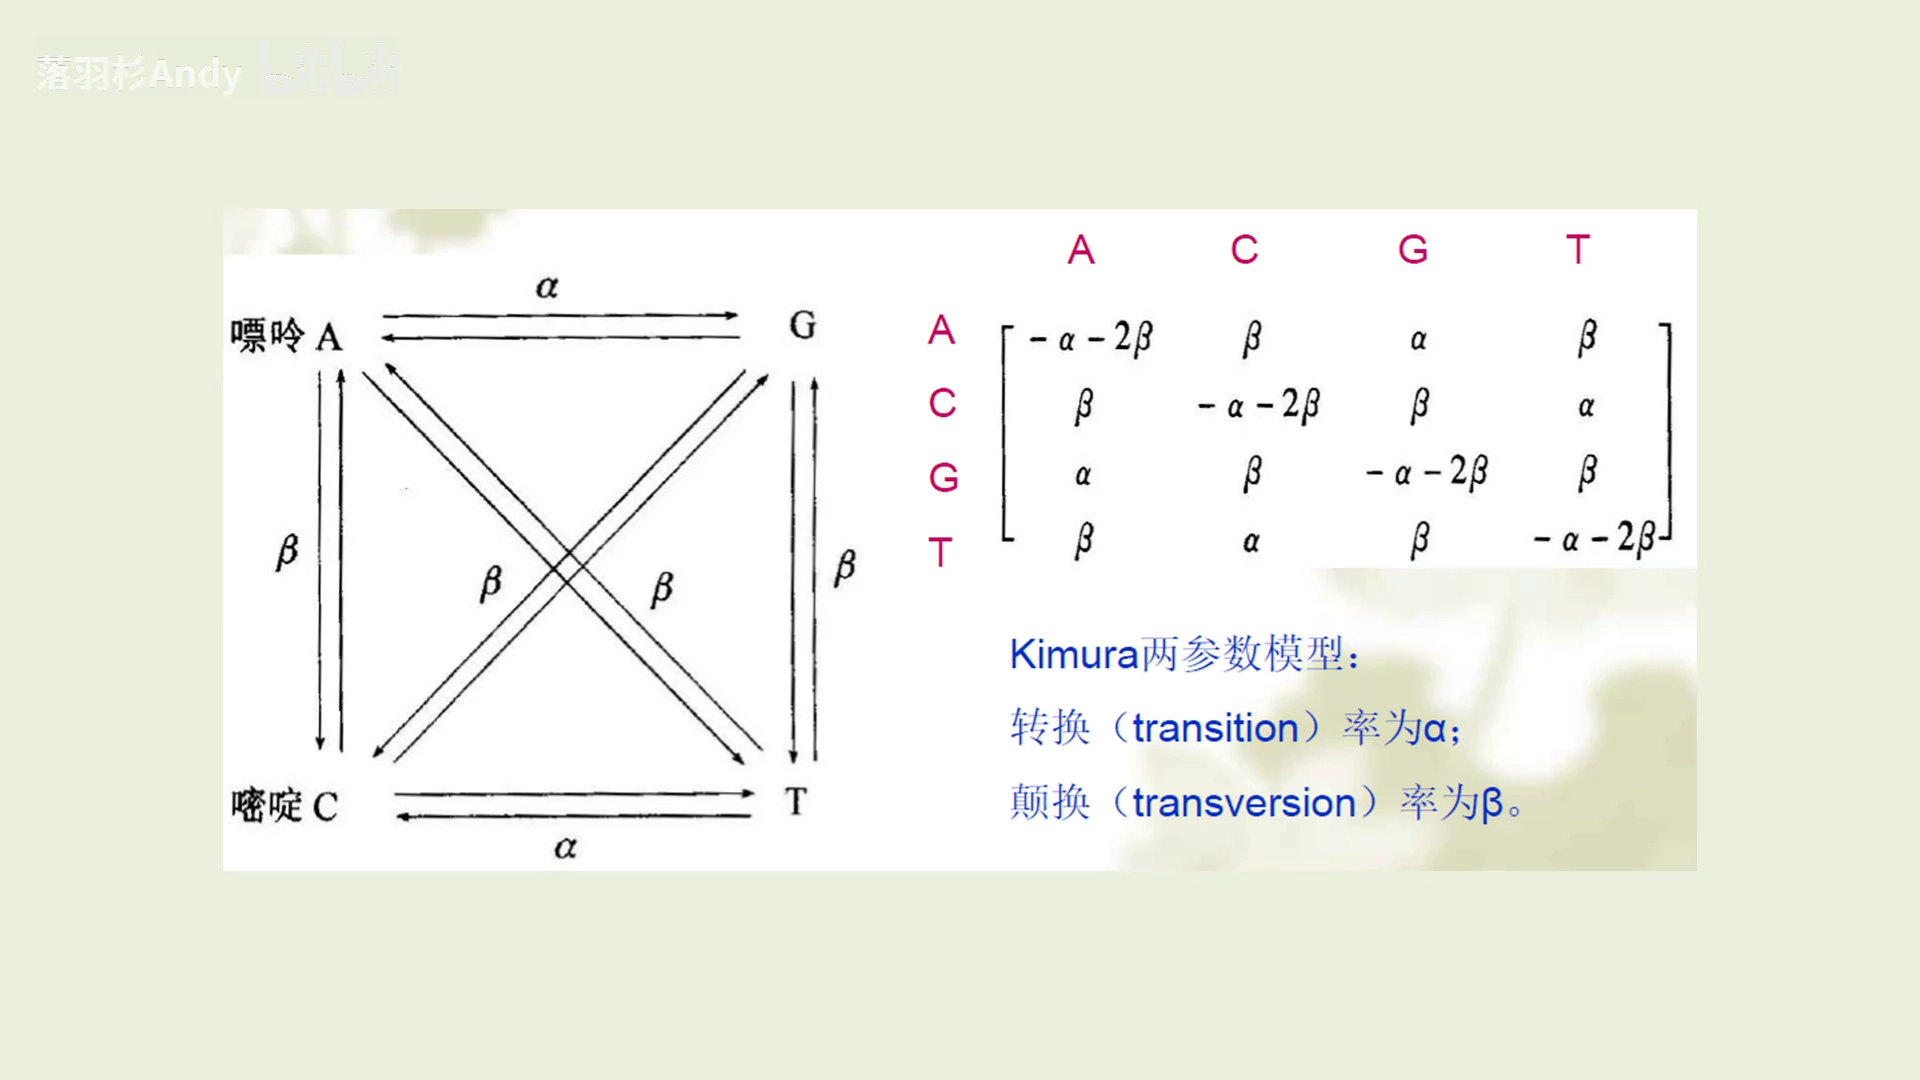 落羽杉Andy bilibili
α
嘌呤 A G
β β β β
嘧啶 C T
α
A C G T
A -α-2β β α β
C β -α-2β β α
G α β -α-2β β
T β α β -α-2β
Kimura两参数模型：
转换（transition）率为α；
颠换（transversion）率为β。